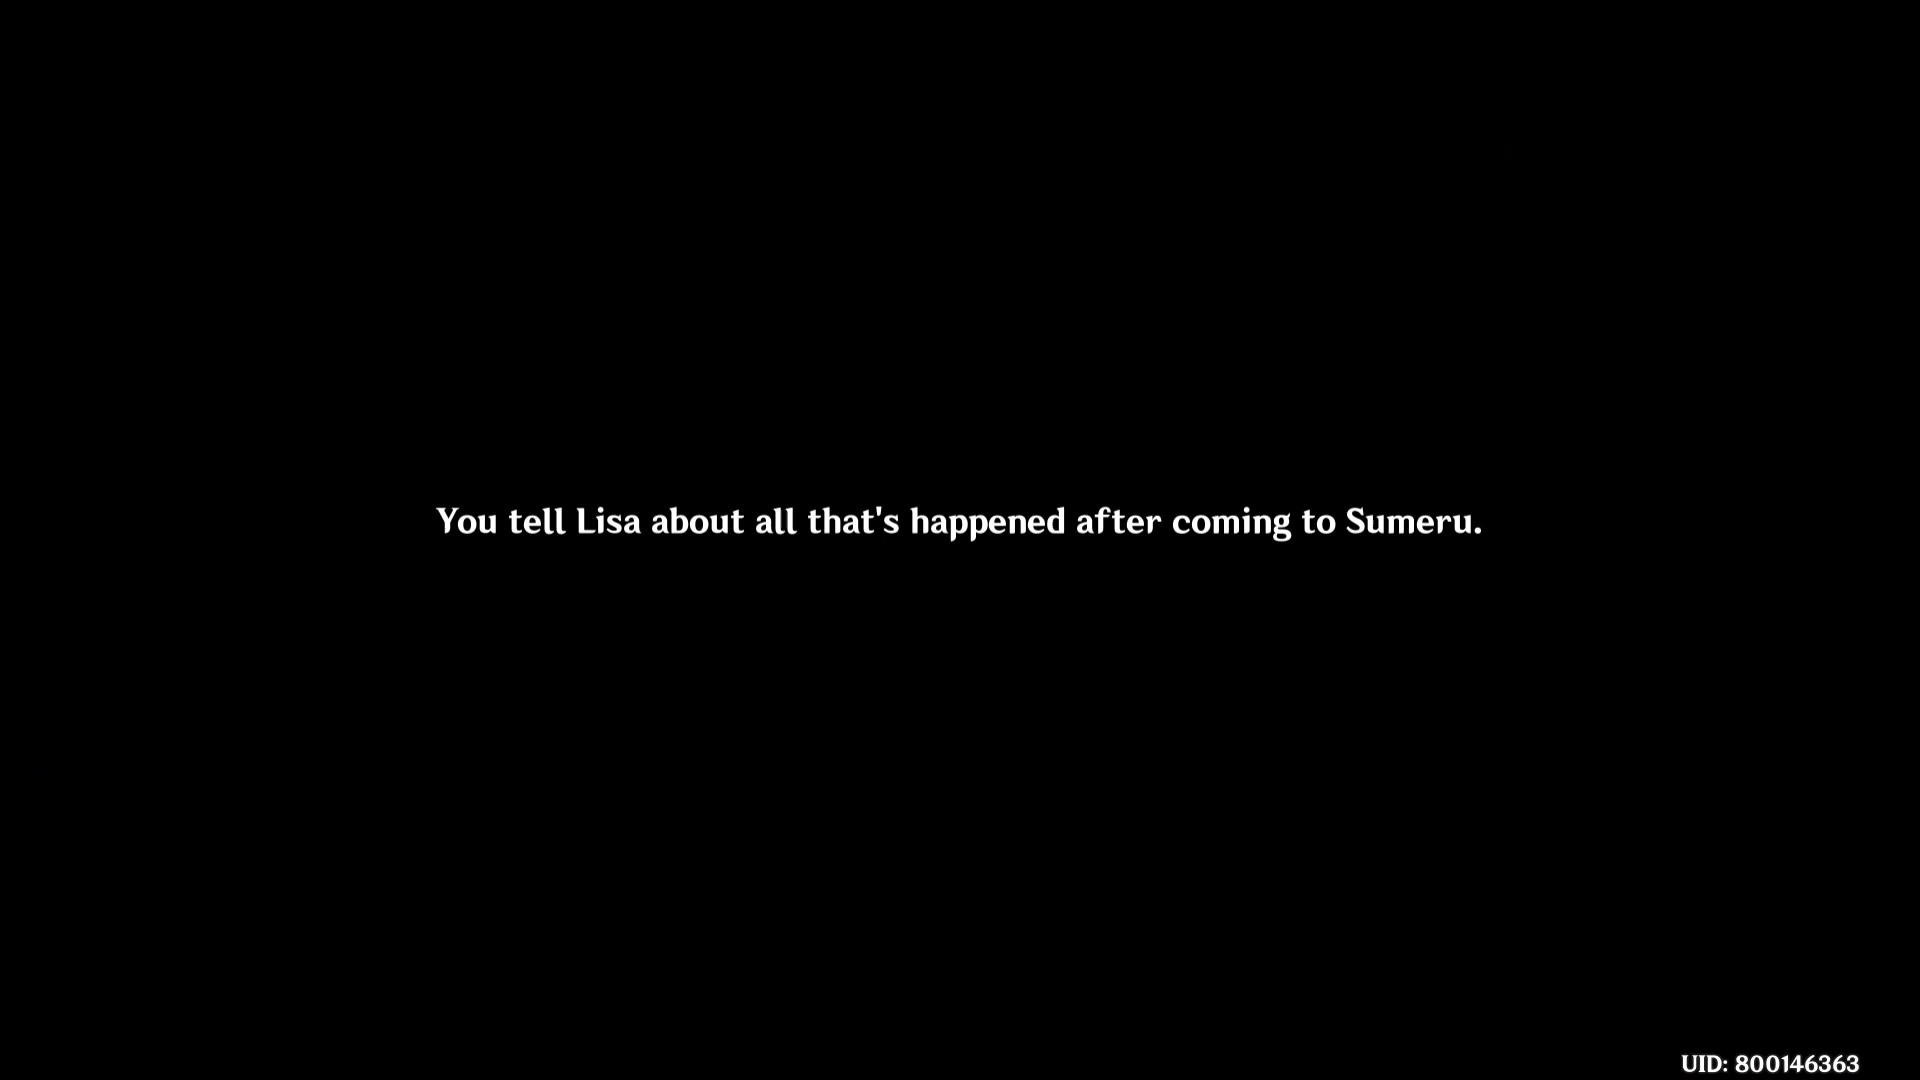 You tell Lisa about all that's happened after coming to Sumeru.
UID: 800146363